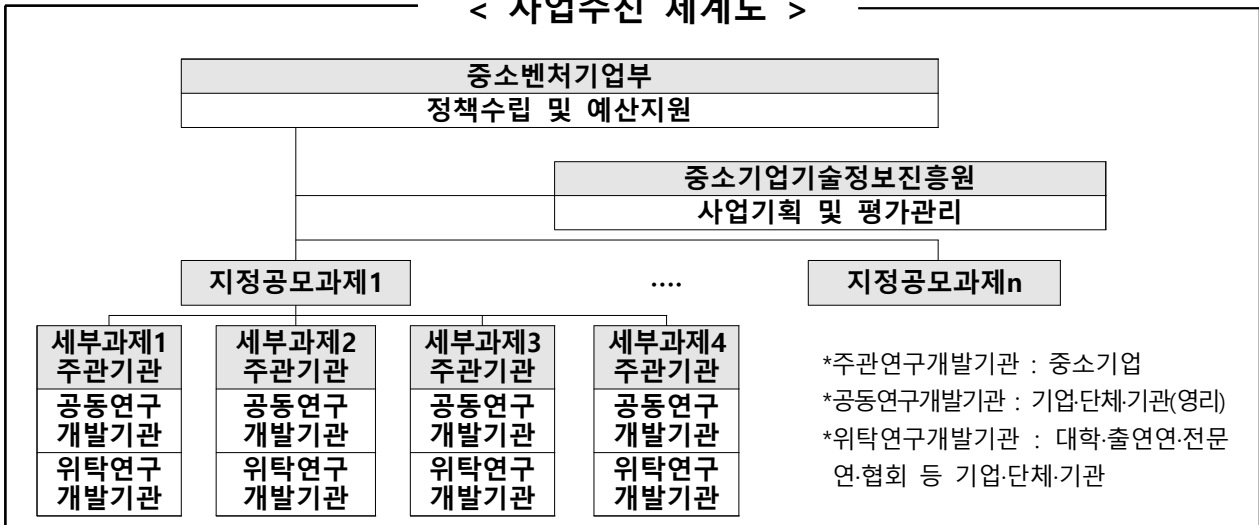 < 사업추진 체계도 >
중소벤처기업부
정책수립 및 예산지원
중소기업기술정보진흥원
사업기획 및 평가관리
지정공모과제1
....
지정공모과제n
세부과제1
주관기관
공동연구
개발기관
위탁연구
개발기관
세부과제2
주관기관
공동연구
개발기관
위탁연구
개발기관
세부과제3
주관기관
공동연구
개발기관
위탁연구
개발기관
세부과제4
주관기관
공동연구
개발기관
위탁연구
개발기관
*주관연구개발기관 : 중소기업
*공동연구개발기관 : 기업·단체·기관(영리)
*위탁연구개발기관 : 대학·출연연·전문
연·협회 등 기업·단체·기관